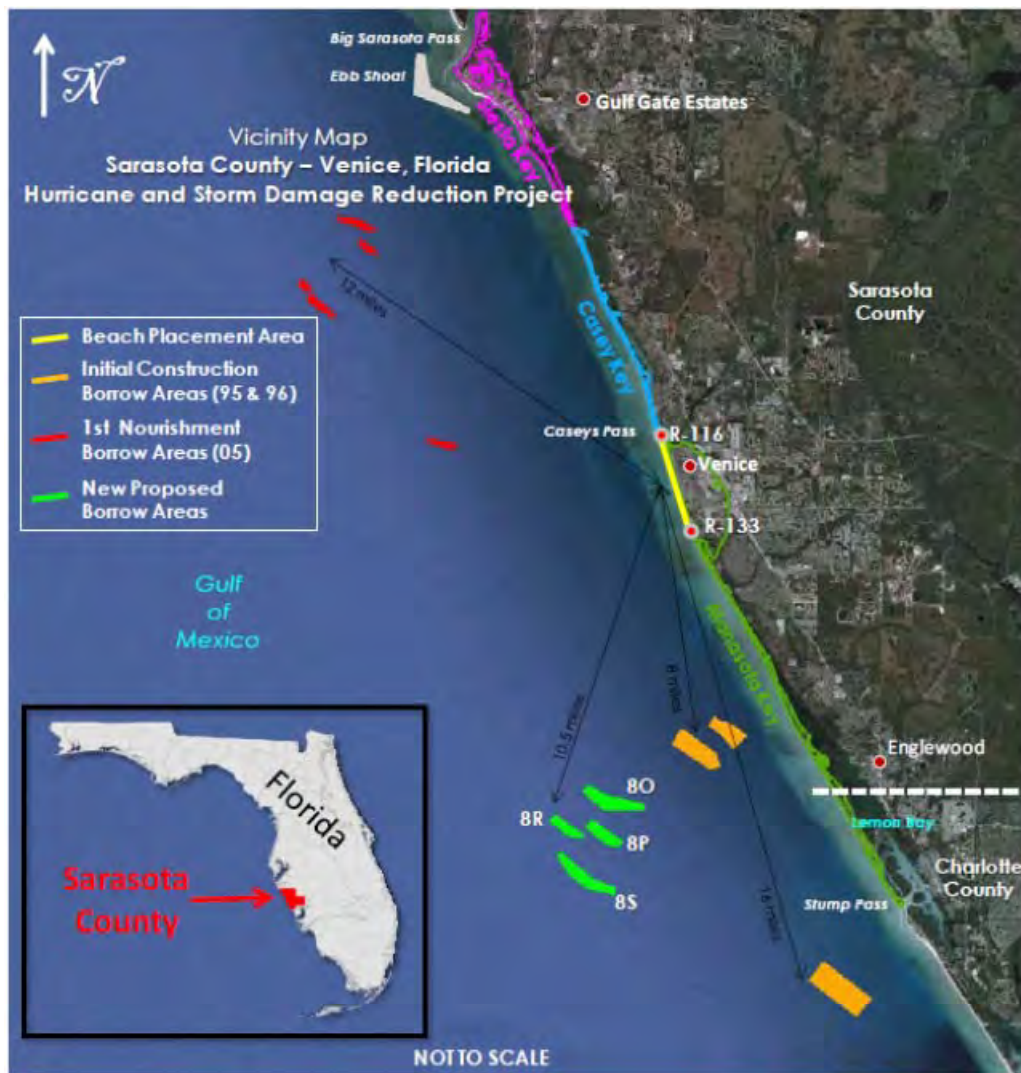 Big Sarasota Pass
Ebb Shoal
N
Gulf Gate Estates
Siesta Key
Vicinity Map
Sarasota County – Venice, Florida
Hurricane and Storm Damage Reduction Project
12 miles
Sarasota
County
Beach Placement Area
Initial Construction
Borrow Areas (95 & 96)
1st Nourishment
Borrow Areas (05)
New Proposed
Borrow Areas
Casey Key
Caseys Pass
R-116
Venice
R-133
Gulf
of
Mexico
Manasota Key
8 miles
10.5 miles
16 miles
Englewood
8O
8R
8P
8S
Lemon Bay
Charlotte
County
Stump Pass
Florida
Sarasota
County
NOT TO SCALE